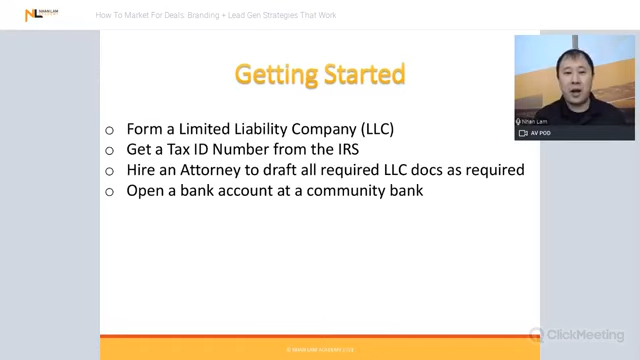 NL
How To Market For Deals: Branding + Lead Gen Strategies That Work
Getting Started
o Form a Limited Liability Company (LLC)
o Get a Tax ID Number from the IRS
o Hire an Attorney to draft all required LLC docs as required
o Open a bank account at a community bank
Nhan Lam
AV POD
ClickMeeting